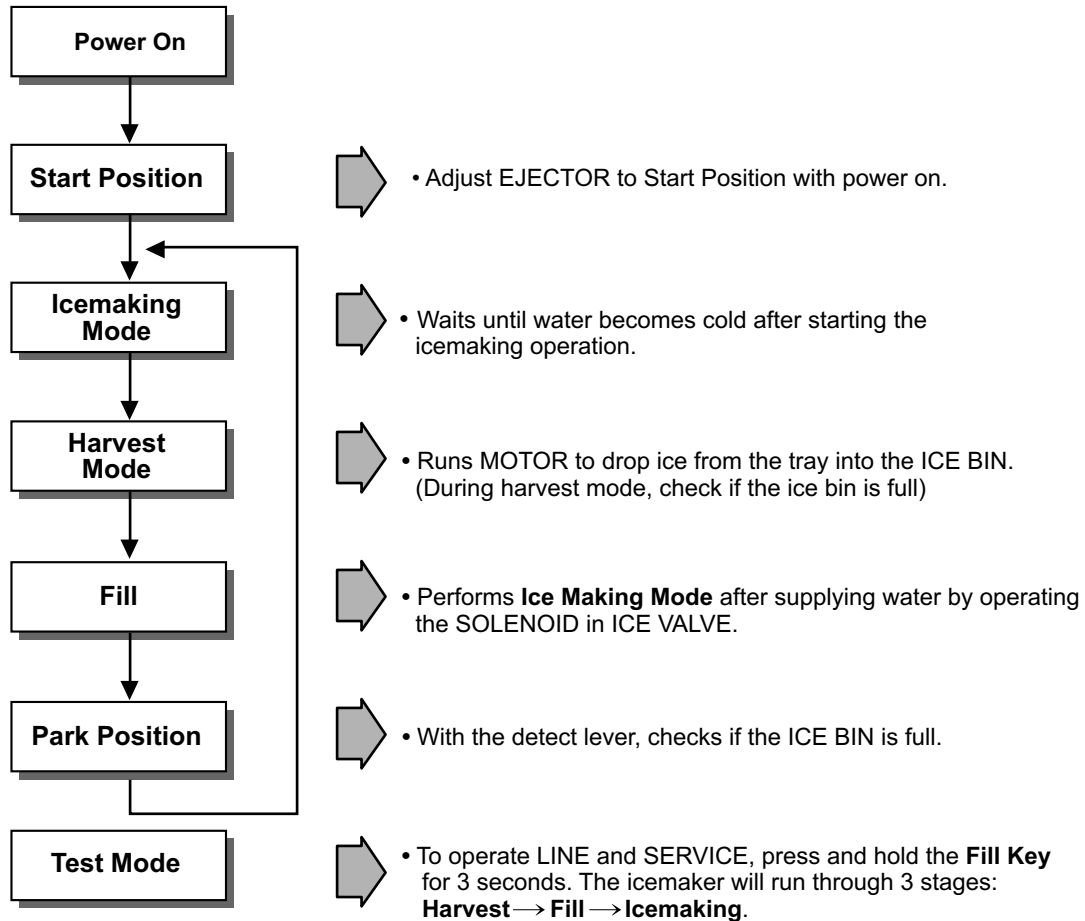 Power On
Start Position
• Adjust EJECTOR to Start Position with power on.
Icemaking
Mode
• Waits until water becomes cold after starting the
icemaking operation.
Harvest
Mode
• Runs MOTOR to drop ice from the tray into the ICE BIN.
(During harvest mode, check if the ice bin is full)
Fill
• Performs Ice Making Mode after supplying water by operating
the SOLENOID in ICE VALVE.
Park Position
• With the detect lever, checks if the ICE BIN is full.
Test Mode
• To operate LINE and SERVICE, press and hold the Fill Key
for 3 seconds. The icemaker will run through 3 stages:
Harvest → Fill → Icemaking.